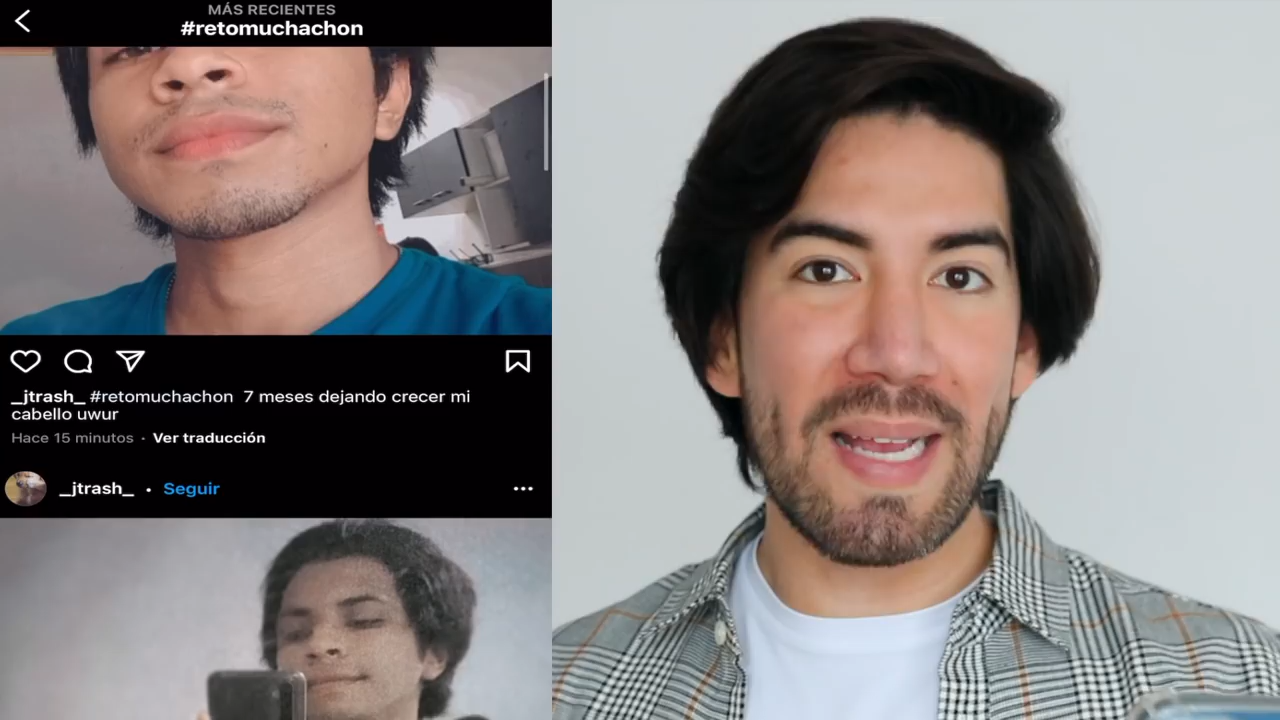 MÁS RECIENTES
#retomuchachon
_jtrash_ #retomuchachon 7 meses dejando crecer mi
cabello uwur
Hace 15 minutos · Ver traducción
_jtrash_ • Seguir